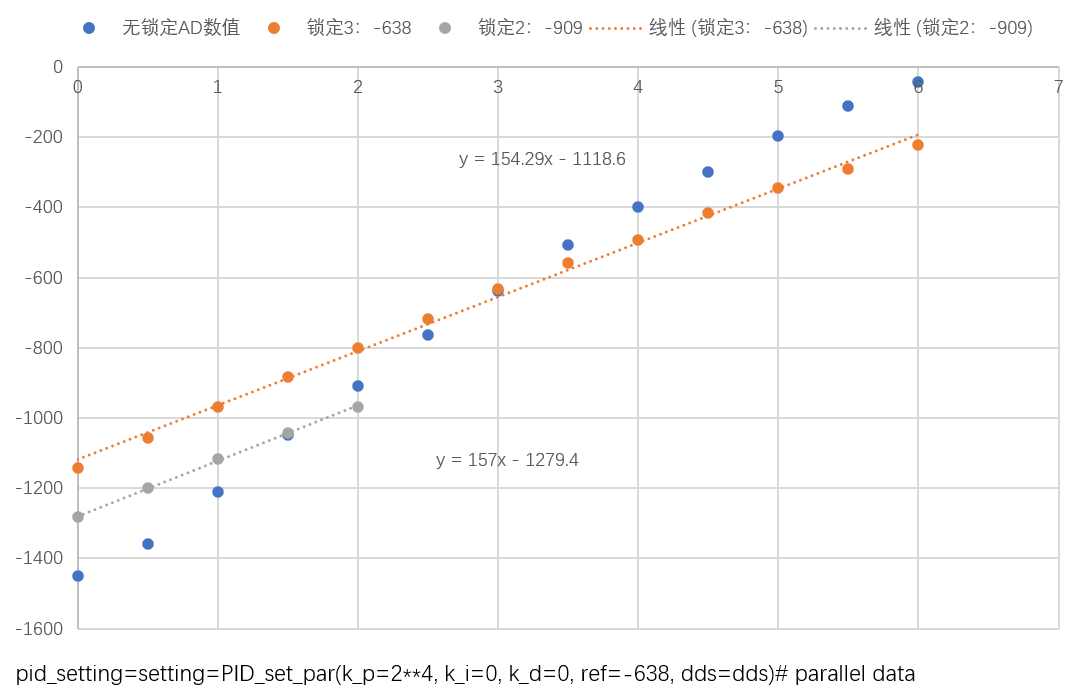 无锁定AD数值 锁定3：-638 锁定2：-909 线性 (锁定3：-638) 线性 (锁定2：-909)
0
0 1 2 3 4 5 6 7
-200
y = 154.29x - 1118.6
-400
-600
-800
-1000
y = 157x - 1279.4
-1200
-1400
-1600
pid_setting=setting=PID_set_par(k_p=2**4, k_i=0, k_d=0, ref=-638, dds=dds)# parallel data